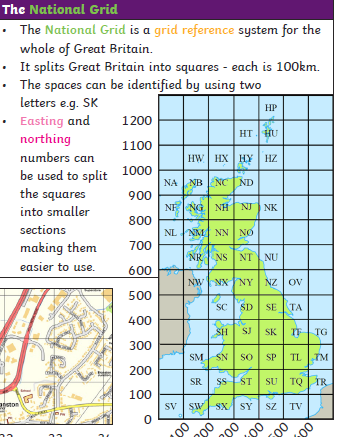 The National Grid
• The National Grid is a grid reference system for the
whole of Great Britain.
• It splits Great Britain into squares - each is 100km.
• The spaces can be identified by using two
letters e.g. SK
• Easting and
northing
numbers can
be used to split
the squares
into smaller
sections
making them
easier to use.
HP
1200
HT HU
1100
HW HX HY HZ
1000
NA NB NC ND
900
NF NG NH NJ NK
800
NL NM NN NO
700
NR NS NT NU
600
NW NX NY NZ OV
500
SC SD SE TA
400
SH SJ SK TF TG
300
SM SN SO SP TL TM
200
SR SS ST SU TQ TR
100
SV SW SX SY SZ TV
0
100 200 300 400 500 600